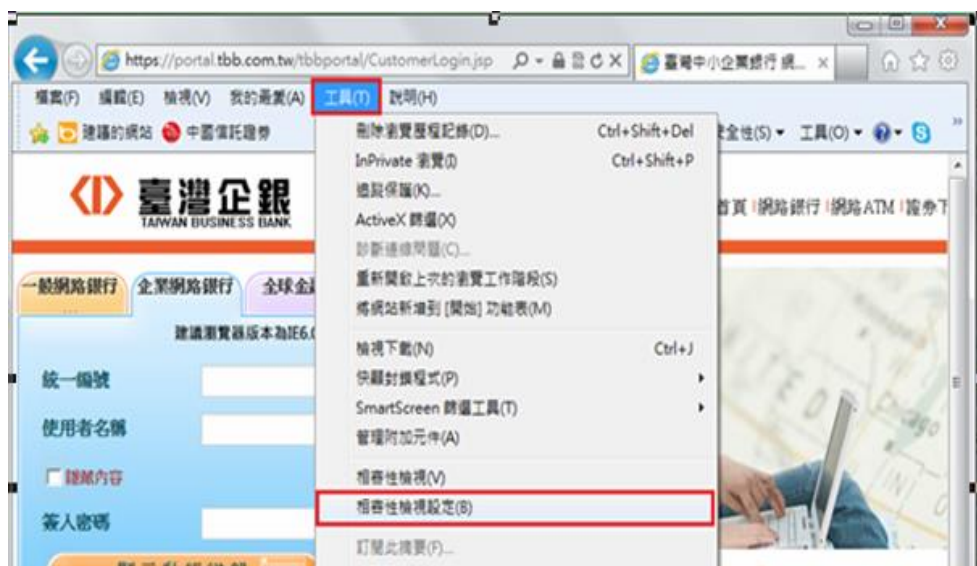 https://portal.tbb.com.tw/tbbportal/CustomerLogin.jsp
臺灣中小企業銀行 網...
檔案(F) 編輯(E) 檢視(V) 我的最愛(A) 工具(T) 說明(H)
建議的網站 中國信託證券
安全性(S) 工具(O)
刪除瀏覽歷程記錄(D)... Ctrl+Shift+Del
InPrivate 瀏覽(I) Ctrl+Shift+P
追蹤保護(K)...
ActiveX 篩選(X)
診斷連線問題(C)...
重新開啟上次的瀏覽工作階段(S)
將網站新增到 [開始] 功能表(M)
檢視下載(N) Ctrl+J
快顯封鎖程式(P)
SmartScreen 篩選工具(T)
管理附加元件(A)
相容性檢視(V)
相容性檢視設定(B)
訂閱此摘要(F)...
臺灣企銀
TAIWAN BUSINESS BANK
首頁 網路銀行 網路ATM 證券下
一般網路銀行 企業網路銀行 全球金
建議瀏覽器版本為IE6.0
統一編號
使用者名稱
隱藏內容
簽入密碼